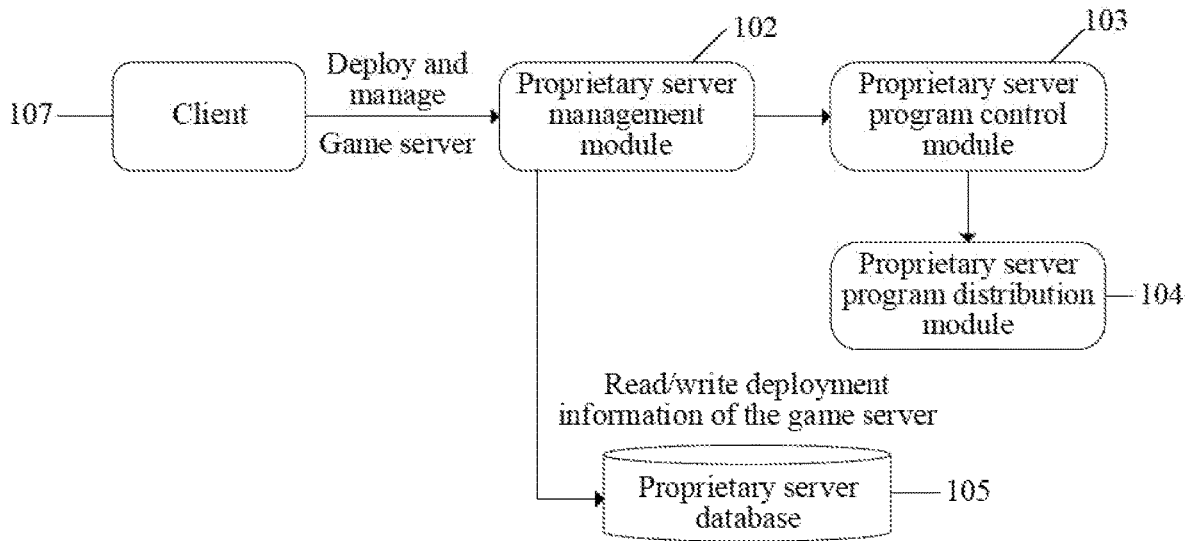 102
103
107
Client
Deploy and
manage
Game server
Proprietary server
management
module
Proprietary server
program control
module
Proprietary server
program distribution
module
104
Read/write deployment
information of the game server
Proprietary server
database
105